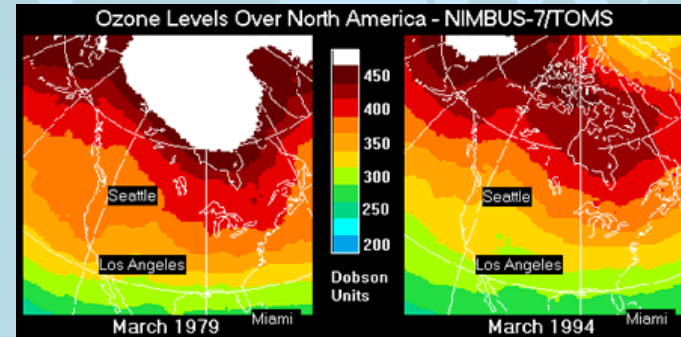 Ozone Levels Over North America - NIMBUS-7/TOMS
Seattle
Los Angeles
Miami
March 1979
450
400
350
300
250
200
Dobson
Units
Seattle
Los Angeles
Miami
March 1994